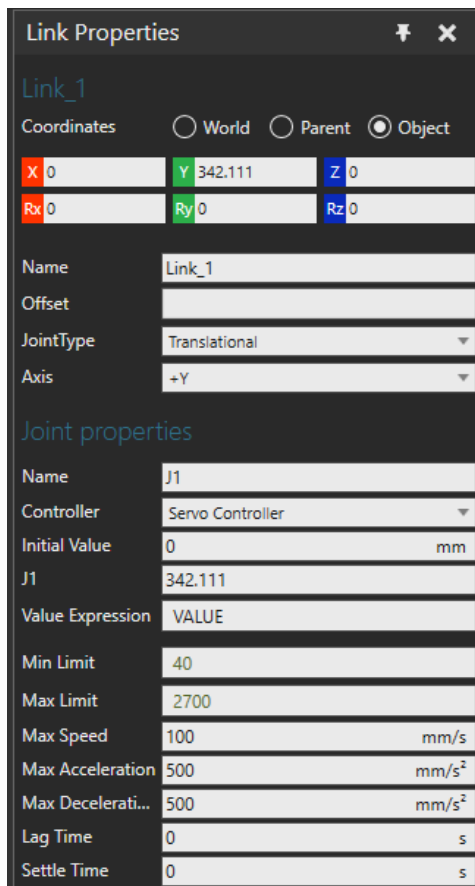 Link Properties
Link_1
Coordinates World Parent Object
X 0 Y 342.111 Z 0
Rx 0 Ry 0 Rz 0
Name Link_1
Offset
JointType Translational
Axis +Y
Joint properties
Name J1
Controller Servo Controller
Initial Value 0 mm
J1 342.111
Value Expression VALUE
Min Limit 40
Max Limit 2700
Max Speed 100 mm/s
Max Acceleration 500 mm/s²
Max Decelerati... 500 mm/s²
Lag Time 0 s
Settle Time 0 s